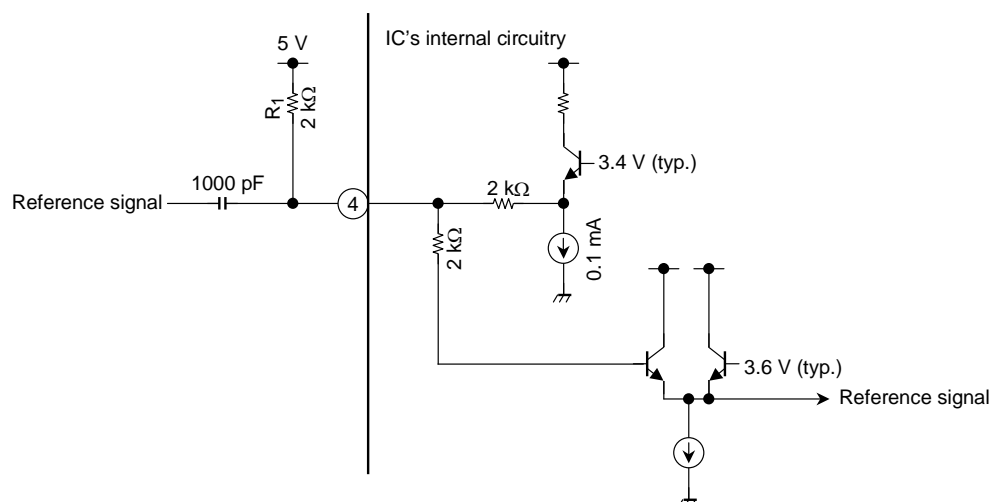 5 V
IC's internal circuitry
R1
2 kΩ
3.4 V (typ.)
1000 pF
2 kΩ
Reference signal
4
2 kΩ
0.1 mA
3.6 V (typ.)
Reference signal